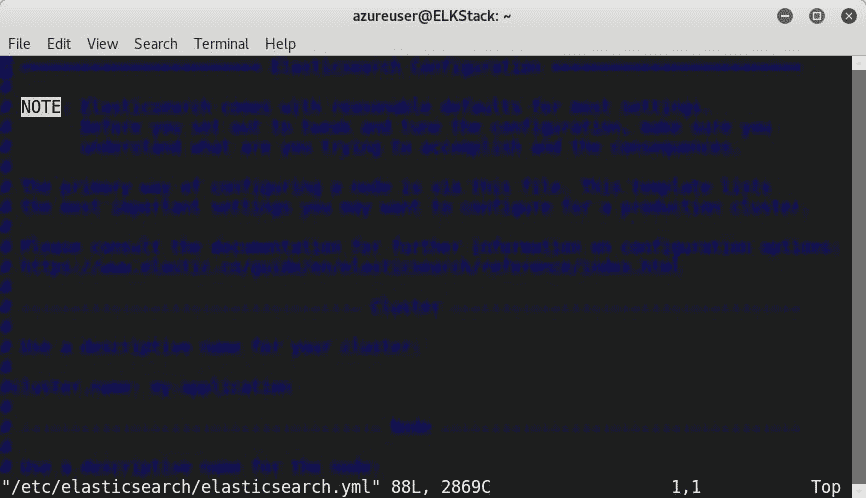 azureuser@ELKStack: ~
File Edit View Search Terminal Help
# ======================== Elasticsearch Configuration =========================
#
# NOTE: Elasticsearch comes with reasonable defaults for most settings.
# Before you set out to tweak and tune the configuration, make sure you
# understand what are you trying to accomplish and the consequences.
#
# The primary way of configuring a node is via this file. This template lists
# the most important settings you may want to configure for a production cluster.
#
# Please consult the documentation for further information on configuration options:
# https://www.elastic.co/guide/en/elasticsearch/reference/index.html
#
# ---------------------------------- Cluster -----------------------------------
#
# Use a descriptive name for your cluster:
#
#cluster.name: my-application
#
# ------------------------------------ Node ------------------------------------
#
# Use a descriptive name for the node:
"/etc/elasticsearch/elasticsearch.yml" 88L, 2869C 1,1 Top